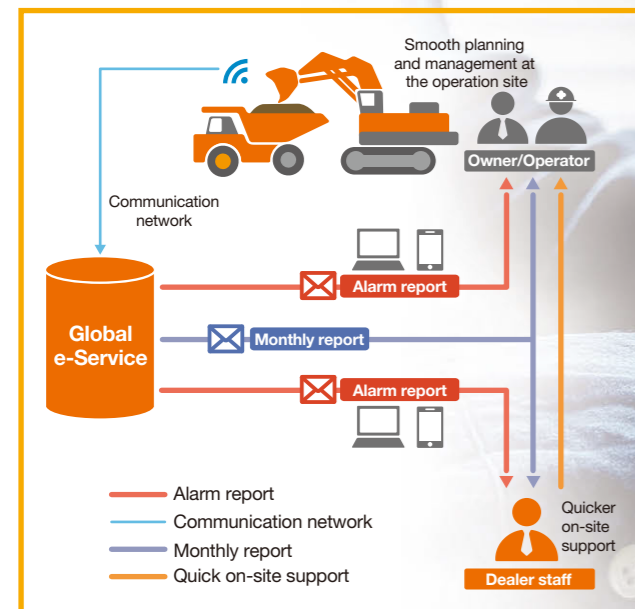 Smooth planning
and management at
the operation site
Owner/Operator
Communication
network
Alarm report
Global
e-Service
Monthly report
Alarm report
Alarm report
Communication network
Monthly report
Quick on-site support
Quicker
on-site
support
Dealer staff